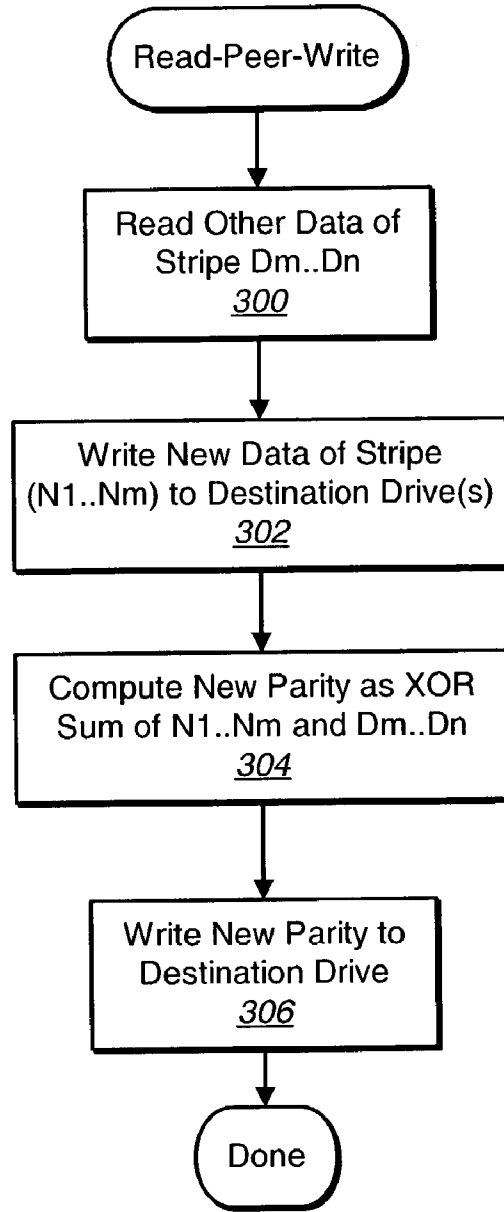 Read-Peer-Write
Read Other Data of
Stripe Dm..Dn
300
Write New Data of Stripe
(N1..Nm) to Destination Drive(s)
302
Compute New Parity as XOR
Sum of N1..Nm and Dm..Dn
304
Write New Parity to
Destination Drive
306
Done